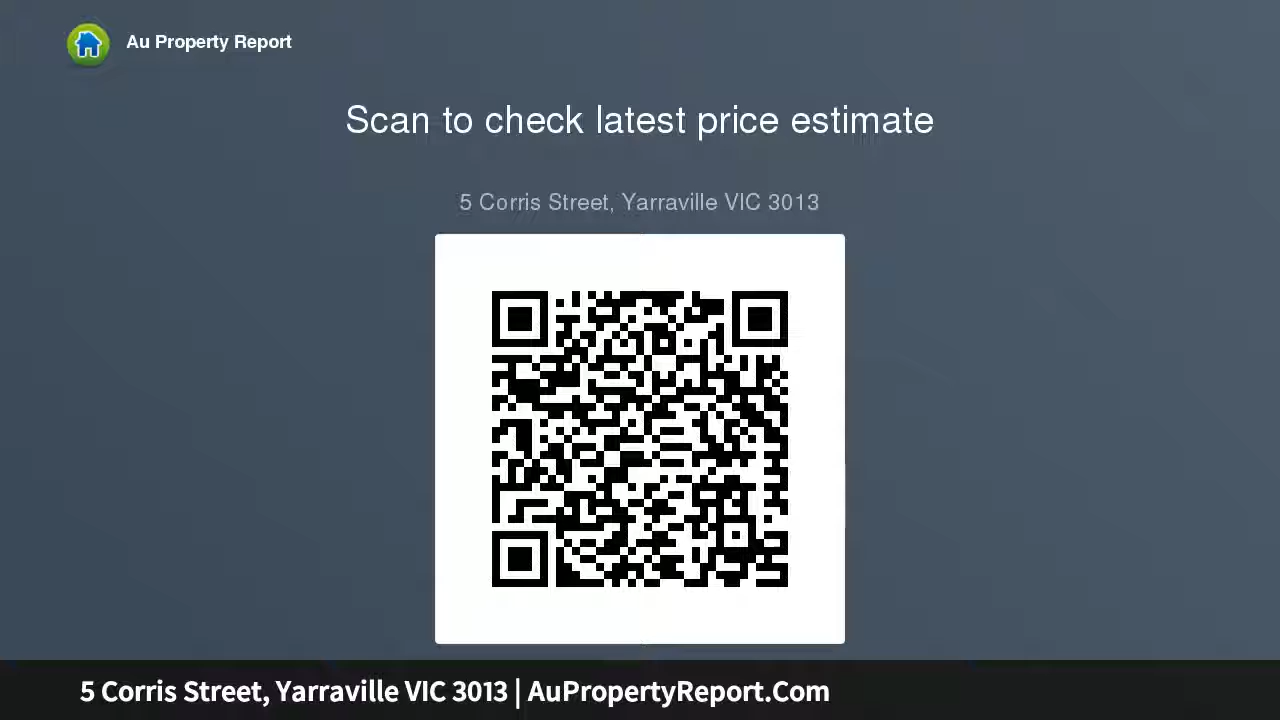 Au Property Report
Scan to check latest price estimate
5 Corris Street, Yarraville VIC 3013
5 Corris Street, Yarraville VIC 3013 | AuPropertyReport.Com